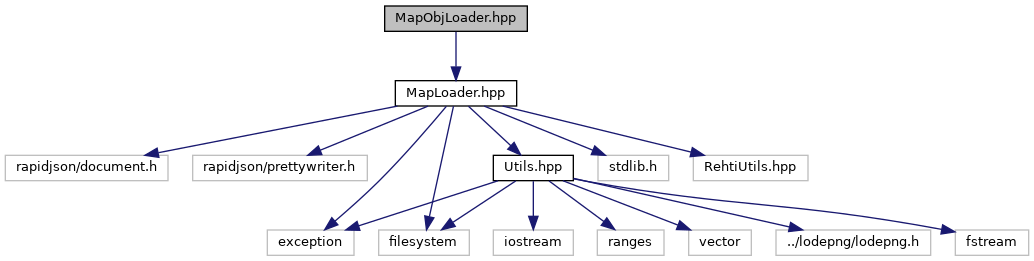 MapObjLoader.hpp
MapLoader.hpp
rapidjson/document.h
rapidjson/prettywriter.h
Utils.hpp
stdlib.h
RehtiUtils.hpp
exception
filesystem
iostream
ranges
vector
../lodepng/lodepng.h
fstream